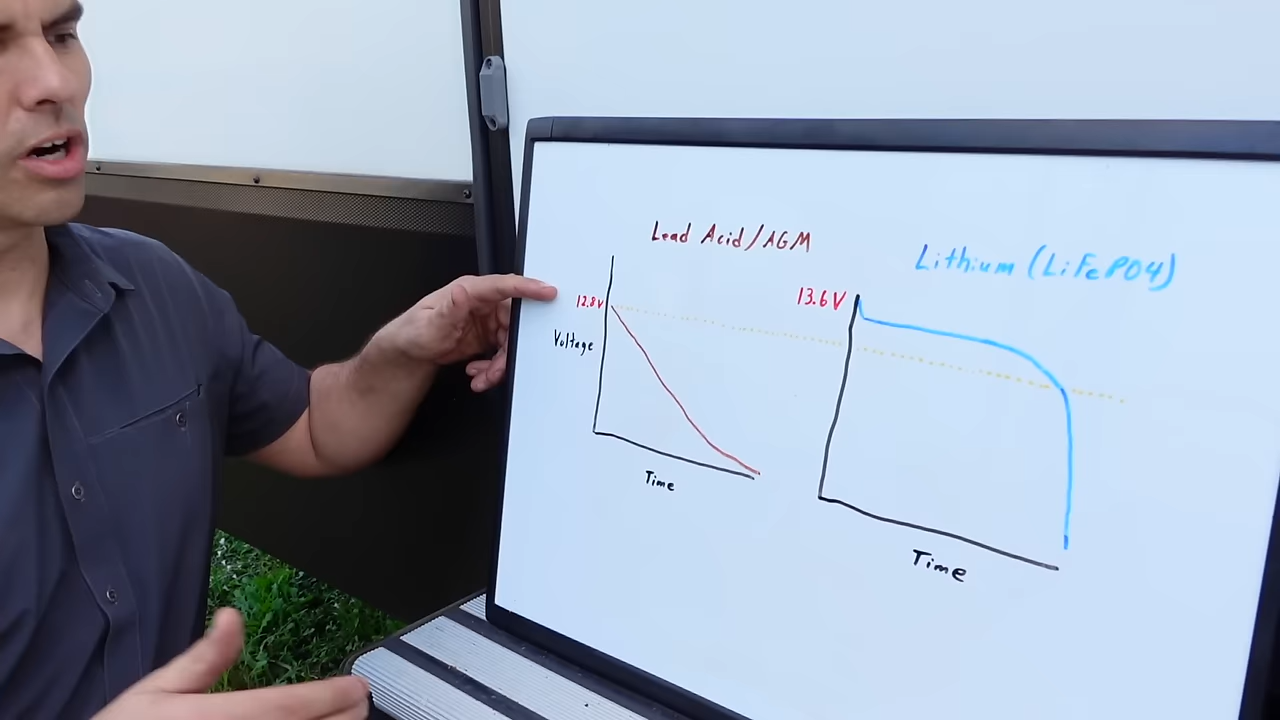 Lead Acid/AGM
12.8V
Voltage
Time
Lithium (LiFePO4)
13.6V
Time